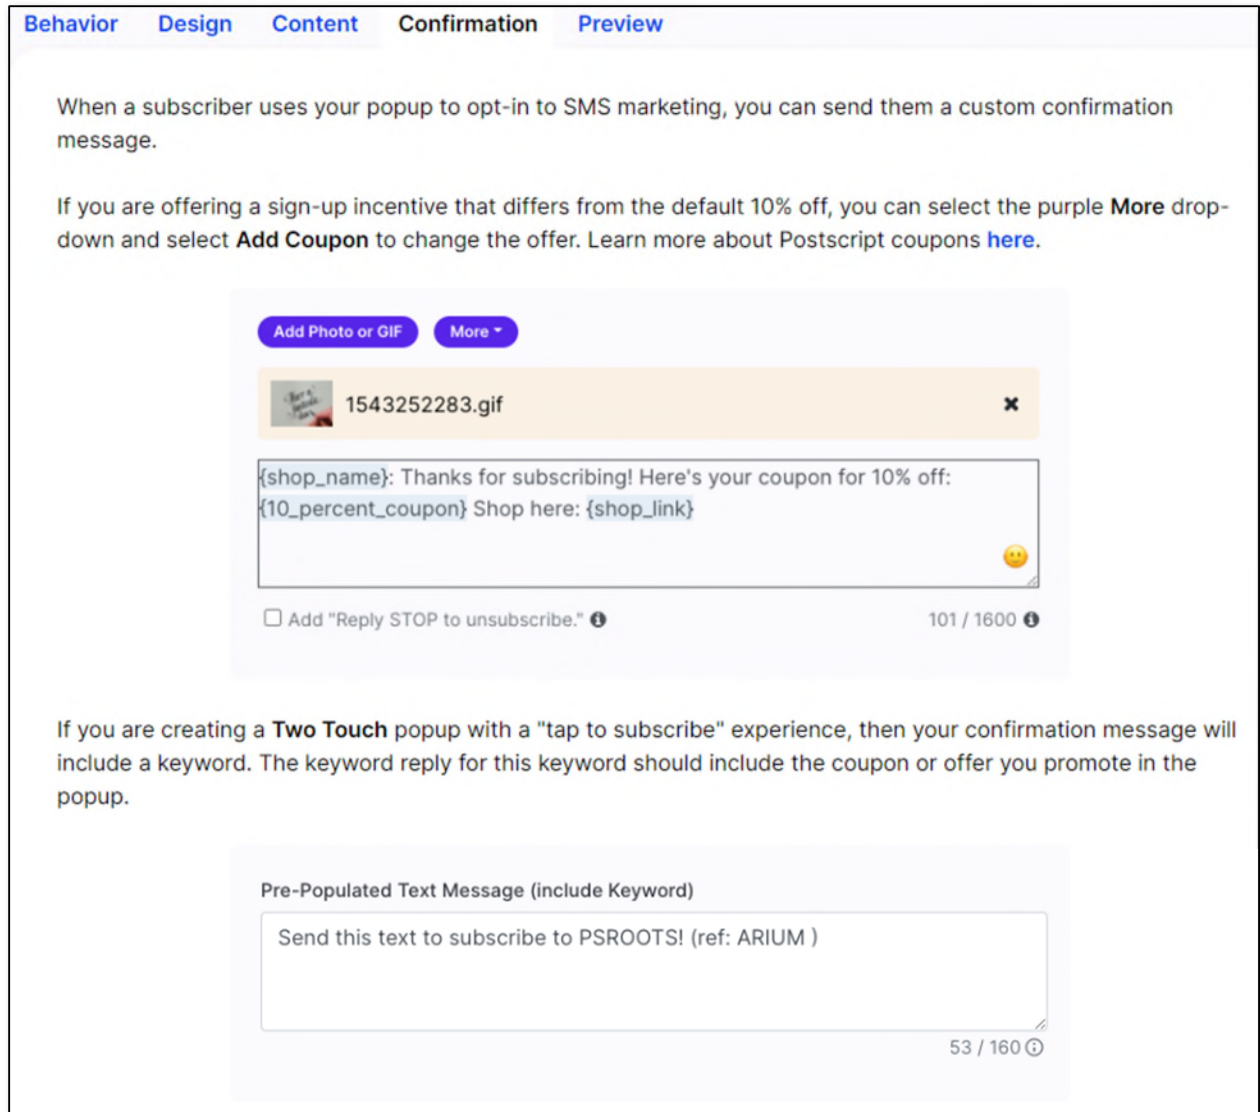 Behavior Design Content Confirmation Preview
When a subscriber uses your popup to opt-in to SMS marketing, you can send them a custom confirmation
message.
If you are offering a sign-up incentive that differs from the default 10% off, you can select the purple More drop-
down and select Add Coupon to change the offer. Learn more about Postscript coupons here.
Add Photo or GIF More
1543252283.gif
{shop_name}: Thanks for subscribing! Here's your coupon for 10% off:
{10_percent_coupon} Shop here: {shop_link}
Add "Reply STOP to unsubscribe." 101 / 1600
If you are creating a Two Touch popup with a "tap to subscribe" experience, then your confirmation message will
include a keyword. The keyword reply for this keyword should include the coupon or offer you promote in the
popup.
Pre-Populated Text Message (include Keyword)
Send this text to subscribe to PSROOTS! (ref: ARIUM )
53 / 160